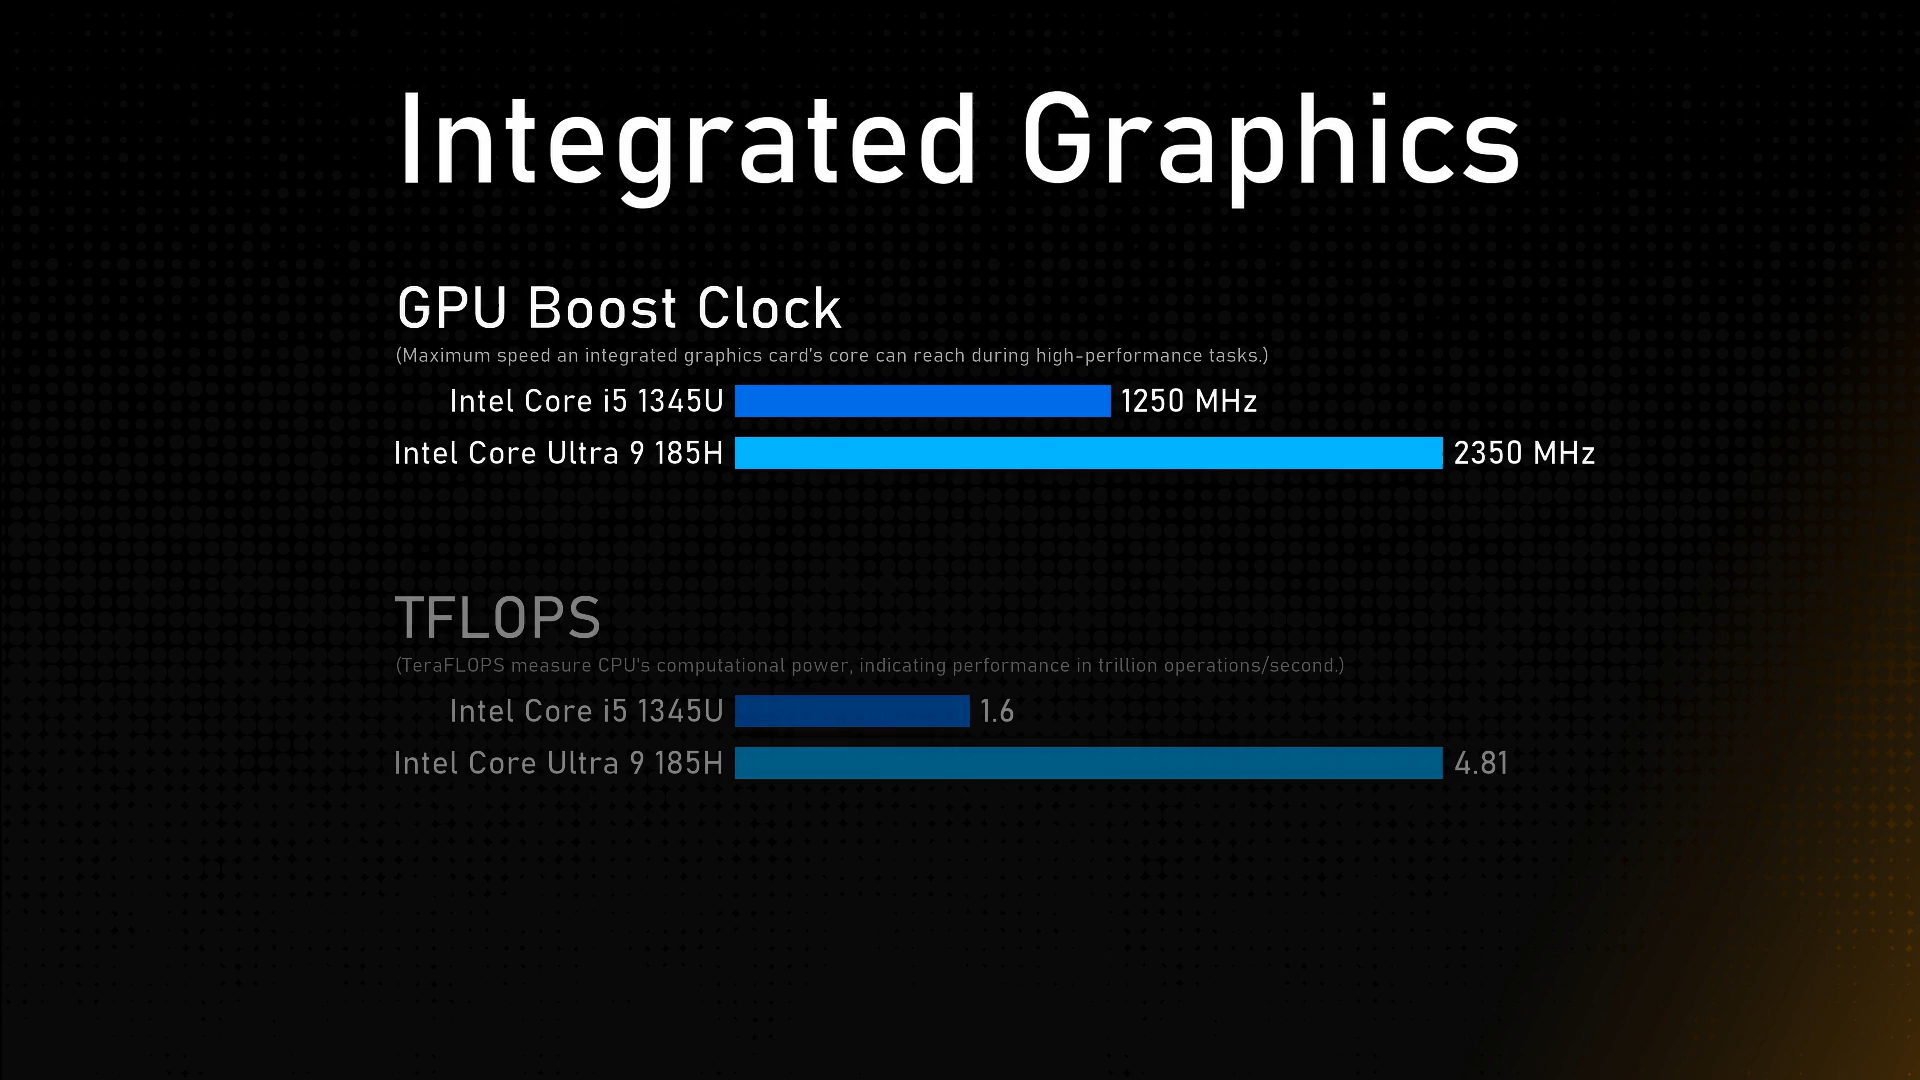 Integrated Graphics
GPU Boost Clock
(Maximum speed an integrated graphics card's core can reach during high-performance tasks.)
Intel Core i5 1345U 1250 MHz
Intel Core Ultra 9 185H 2350 MHz
TFLOPS
(TeraFLOPS measure CPU's computational power, indicating performance in trillion operations/second.)
Intel Core i5 1345U 1.6
Intel Core Ultra 9 185H 4.81